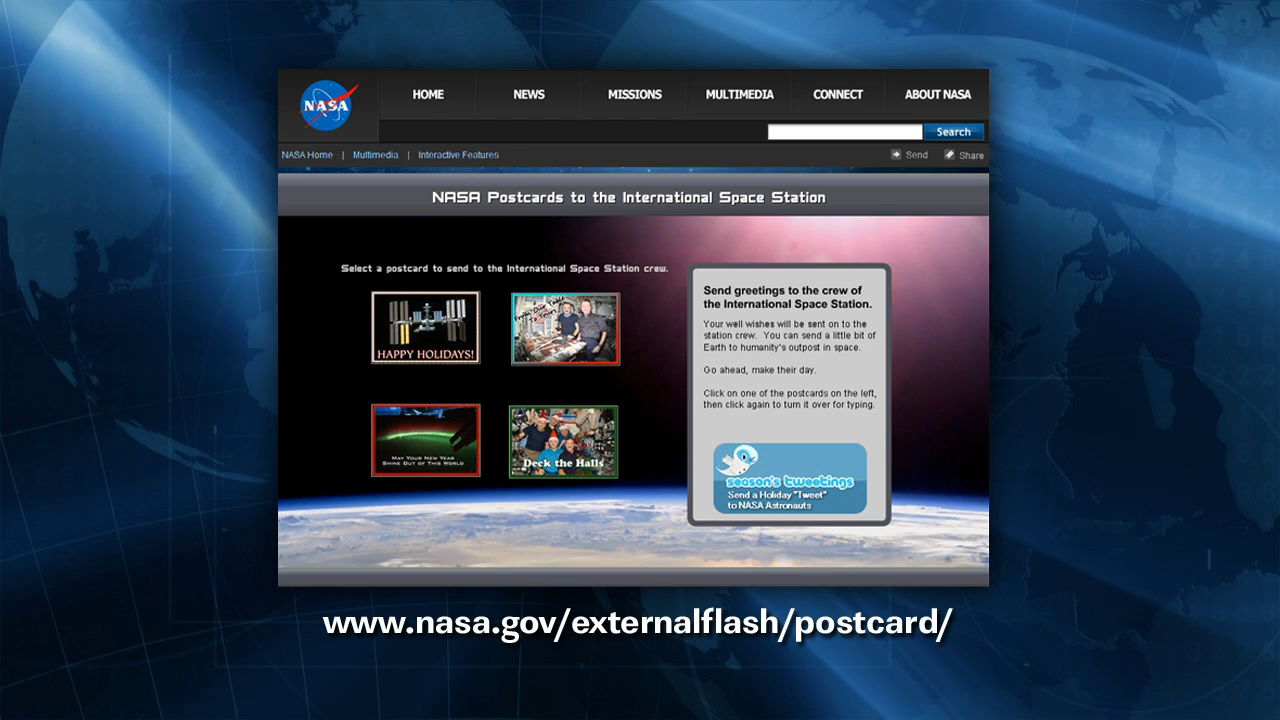 NASA
HOME NEWS MISSIONS MULTIMEDIA CONNECT ABOUT NASA
Search
NASA Home | Multimedia | Interactive Features
Send Share
NASA Postcards to the International Space Station
Select a postcard to send to the International Space Station crew.
HAPPY HOLIDAYS!
MAY YOUR NEW YEAR
SHINE OUT OF THIS WORLD
Deck the Halls
Send greetings to the crew of
the International Space Station.
Your well wishes will be sent on to the
station crew. You can send a little bit of
Earth to humanity's outpost in space.
Go ahead, make their day.
Click on one of the postcards on the left,
then click again to turn it over for typing.
season's tweetings
Send a Holiday "Tweet"
to NASA Astronauts
www.nasa.gov/externalflash/postcard/